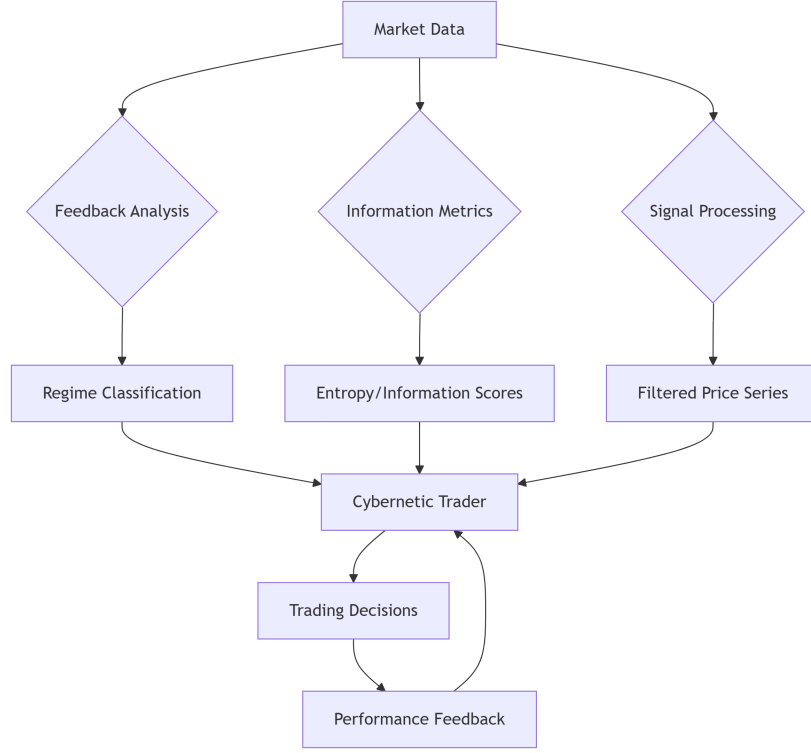 Market Data
Feedback Analysis
Information Metrics
Signal Processing
Regime Classification
Entropy/Information Scores
Filtered Price Series
Cybernetic Trader
Trading Decisions
Performance Feedback